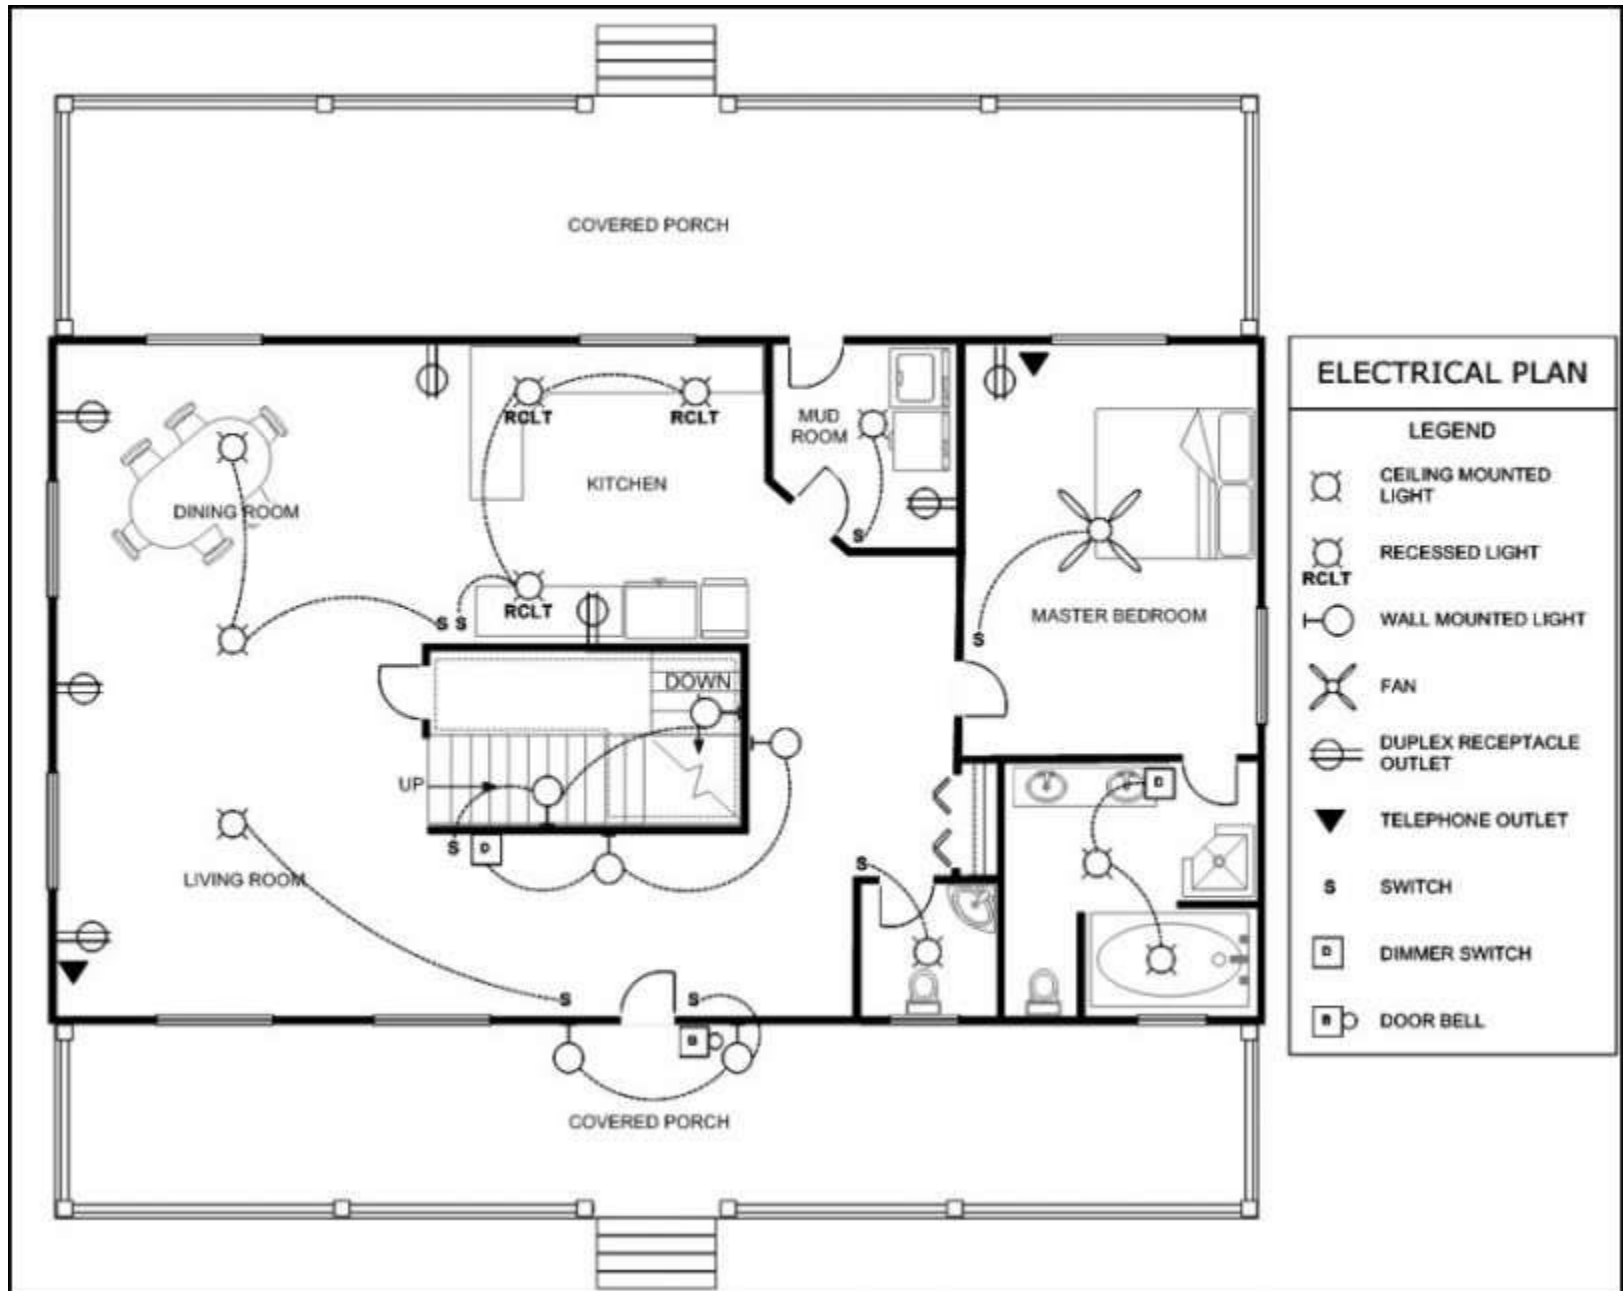 COVERED PORCH
ELECTRICAL PLAN
LEGEND
CEILING MOUNTED
LIGHT
RECESSED LIGHT
RCLT
WALL MOUNTED LIGHT
FAN
DUPLEX RECEPTACLE
OUTLET
TELEPHONE OUTLET
S
SWITCH
D
DIMMER SWITCH
B
DOOR BELL
RCLT
RCLT
MUD
ROOM
KITCHEN
DINING ROOM
S
RCLT
S S
MASTER BEDROOM
S
DOWN
UP
D
S
D
S
LIVING ROOM
S
S
B
COVERED PORCH